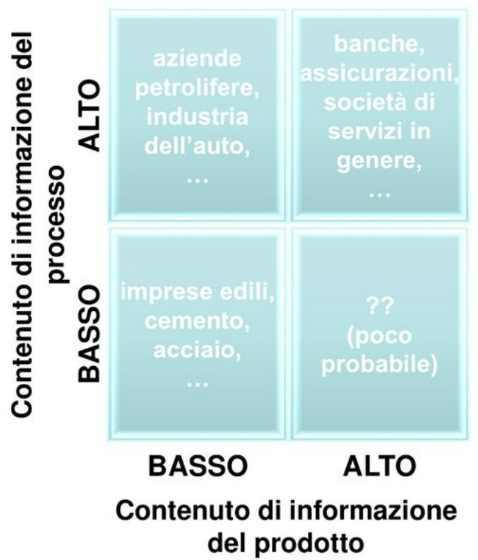 Contenuto di informazione del
processo
ALTO
aziende
petrolifere,
industria
dell'auto,
...
banche,
assicurazioni,
società di
servizi in
genere,
...
BASSO
imprese edili,
cemento,
acciaio,
...
??
(poco
probabile)
BASSO
ALTO
Contenuto di informazione
del prodotto